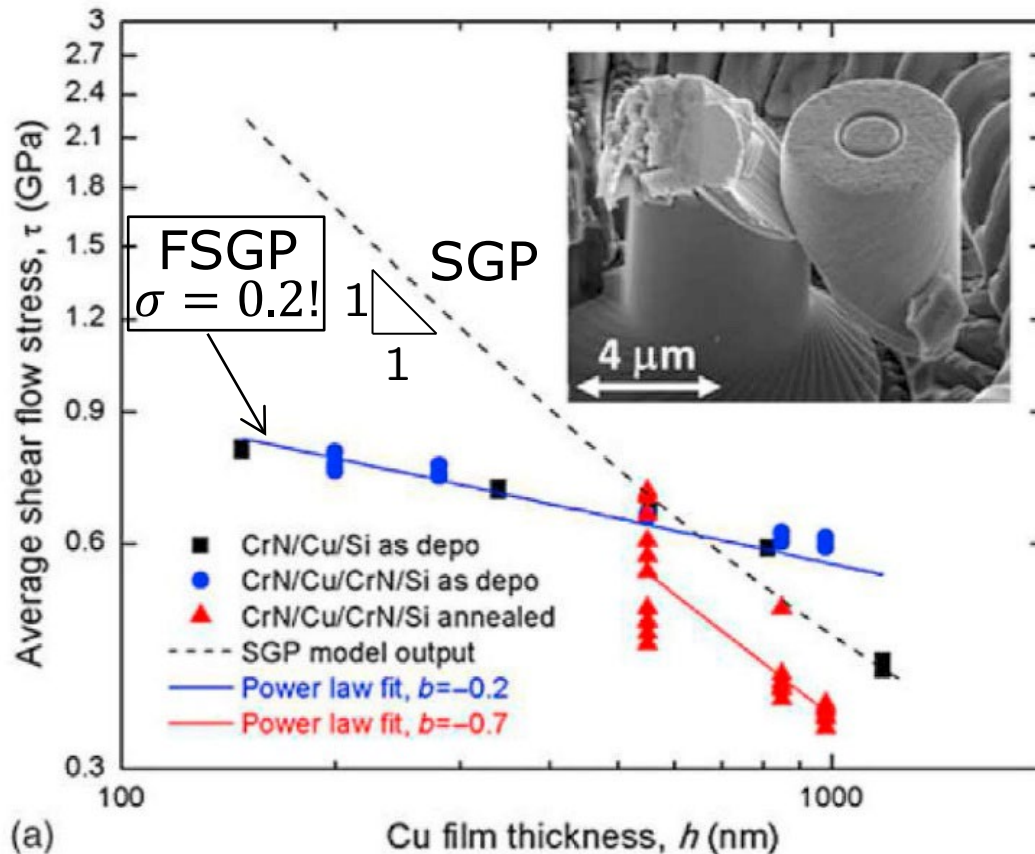 3
2.7
2.4
2.1
1.8
1.5
1.2
0.9
0.6
0.3
Average shear flow stress, τ (GPa)
FSGP
σ = 0.2!
SGP
1
1
4 μm
CrN/Cu/Si as depo
CrN/Cu/CrN/Si as depo
CrN/Cu/CrN/Si annealed
SGP model output
Power law fit, b=−0.2
Power law fit, b=−0.7
100
1000
(a)
Cu film thickness, h (nm)